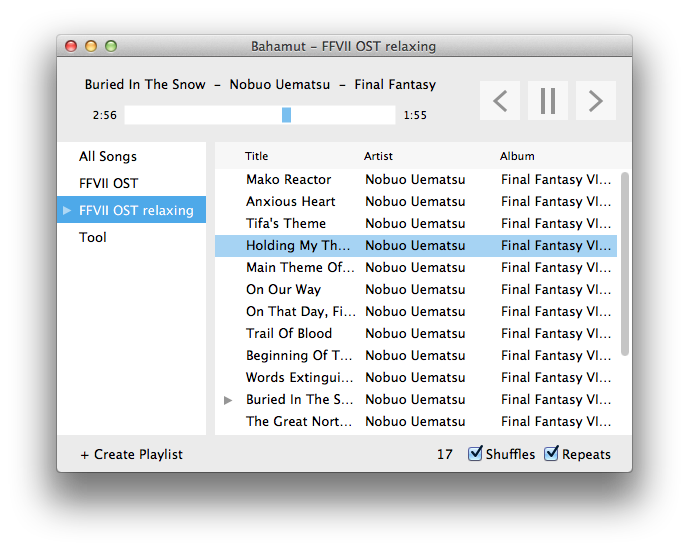 Bahamut – FFVII OST relaxing
Buried In The Snow – Nobuo Uematsu – Final Fantasy
2:56 1:55
All Songs
FFVII OST
FFVII OST relaxing
Tool
Title Artist Album
Mako Reactor Nobuo Uematsu Final Fantasy VI...
Anxious Heart Nobuo Uematsu Final Fantasy VI...
Tifa's Theme Nobuo Uematsu Final Fantasy VI...
Holding My Th... Nobuo Uematsu Final Fantasy VI...
Main Theme Of... Nobuo Uematsu Final Fantasy VI...
On Our Way Nobuo Uematsu Final Fantasy VI...
On That Day, Fi... Nobuo Uematsu Final Fantasy VI...
Trail Of Blood Nobuo Uematsu Final Fantasy VI...
Beginning Of T... Nobuo Uematsu Final Fantasy VI...
Words Extingui... Nobuo Uematsu Final Fantasy VI...
Buried In The S... Nobuo Uematsu Final Fantasy VI...
The Great Nort... Nobuo Uematsu Final Fantasy VI...
+ Create Playlist 17 Shuffles Repeats